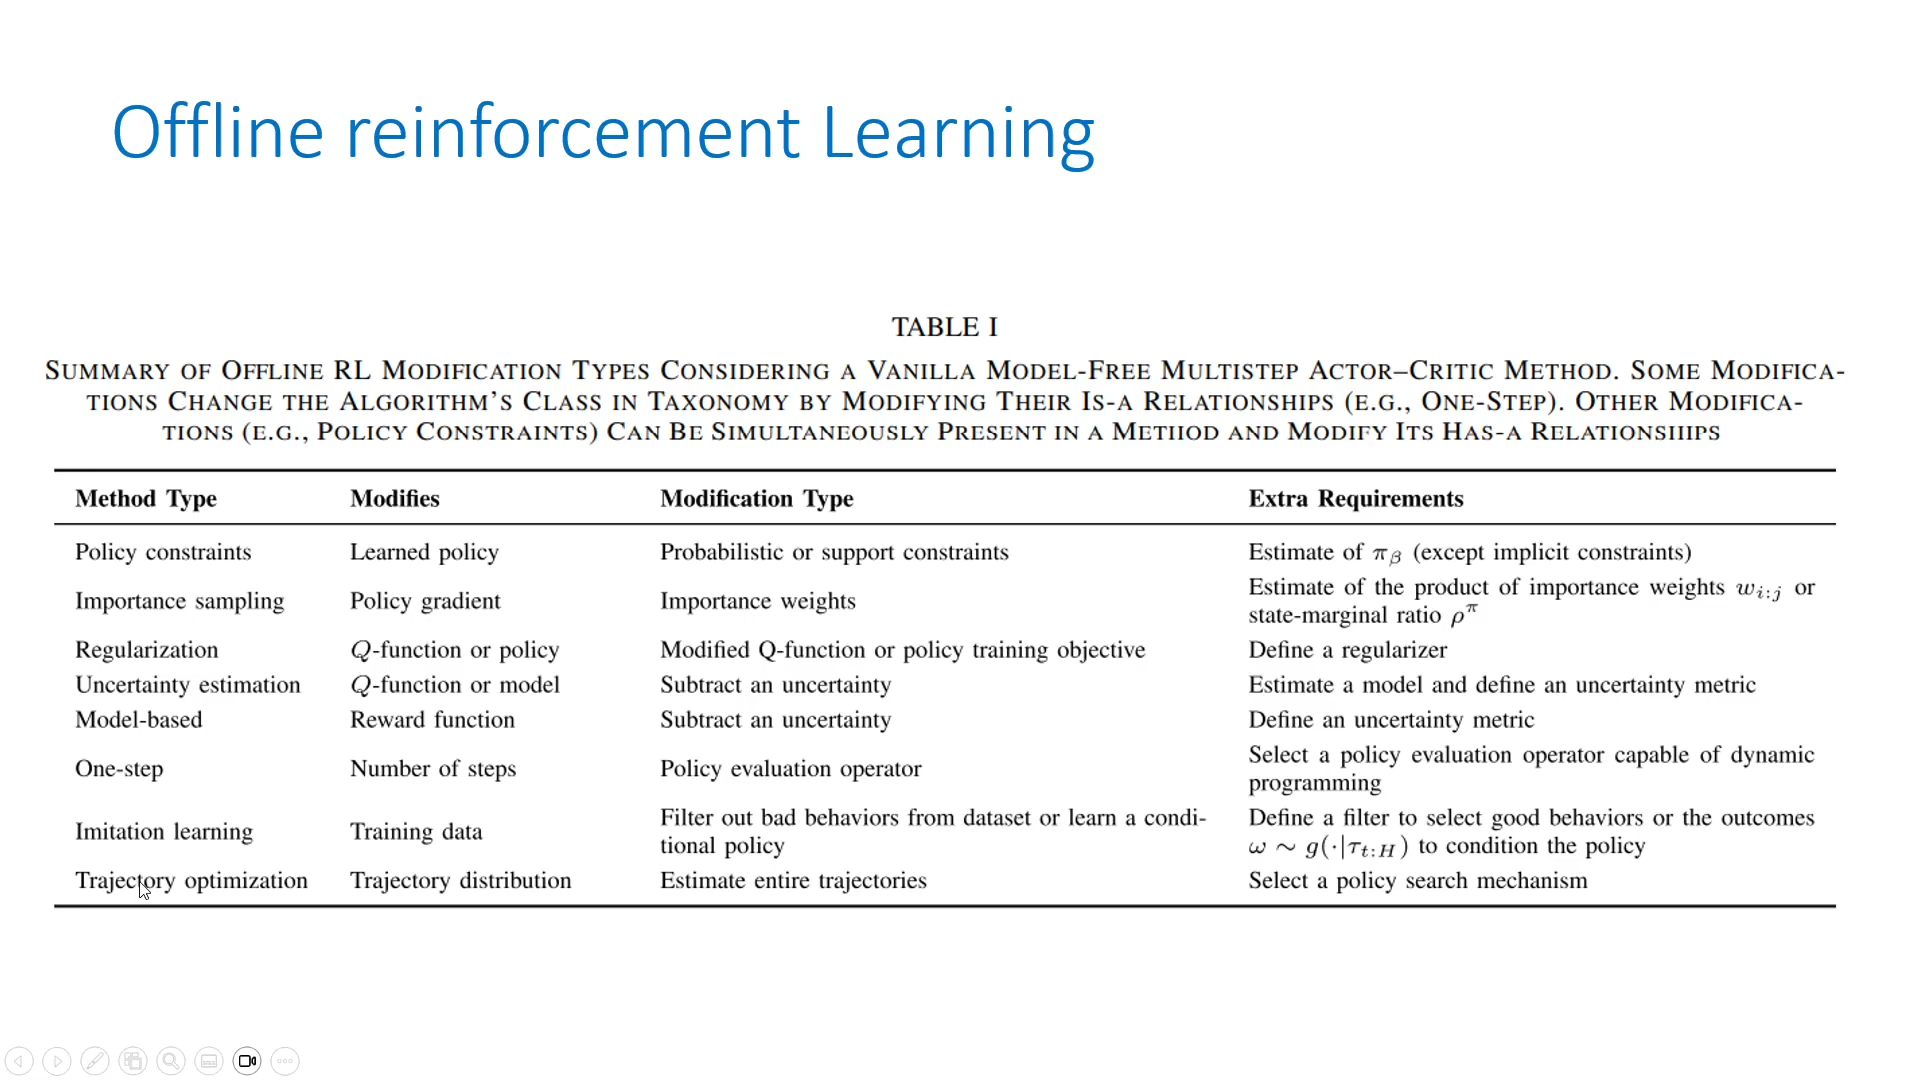 Offline reinforcement Learning
TABLE I
SUMMARY OF OFFLINE RL MODIFICATION TYPES CONSIDERING A VANILLA MODEL-FREE MULTISTEP ACTOR–CRITIC METHOD. SOME MODIFICA-
TIONS CHANGE THE ALGORITHM'S CLASS IN TAXONOMY BY MODIFYING THEIR IS-A RELATIONSHIPS (E.G., ONE-STEP). OTHER MODIFICA-
TIONS (E.G., POLICY CONSTRAINTS) CAN BE SIMULTANEOUSLY PRESENT IN A METHOD AND MODIFY ITS HAS-A RELATIONSHIPS
Method Type Modifies Modification Type Extra Requirements
Policy constraints Learned policy Probabilistic or support constraints Estimate of π_β (except implicit constraints)
Importance sampling Policy gradient Importance weights Estimate of the product of importance weights w_{i:j} or
state-marginal ratio ρ^π
Regularization Q-function or policy Modified Q-function or policy training objective Define a regularizer
Uncertainty estimation Q-function or model Subtract an uncertainty Estimate a model and define an uncertainty metric
Model-based Reward function Subtract an uncertainty Define an uncertainty metric
One-step Number of steps Policy evaluation operator Select a policy evaluation operator capable of dynamic
programming
Imitation learning Training data Filter out bad behaviors from dataset or learn a condi-
tional policy Define a filter to select good behaviors or the outcomes
ω ∼ g(·|τ_{t:H}) to condition the policy
Trajectory optimization Trajectory distribution Estimate entire trajectories Select a policy search mechanism